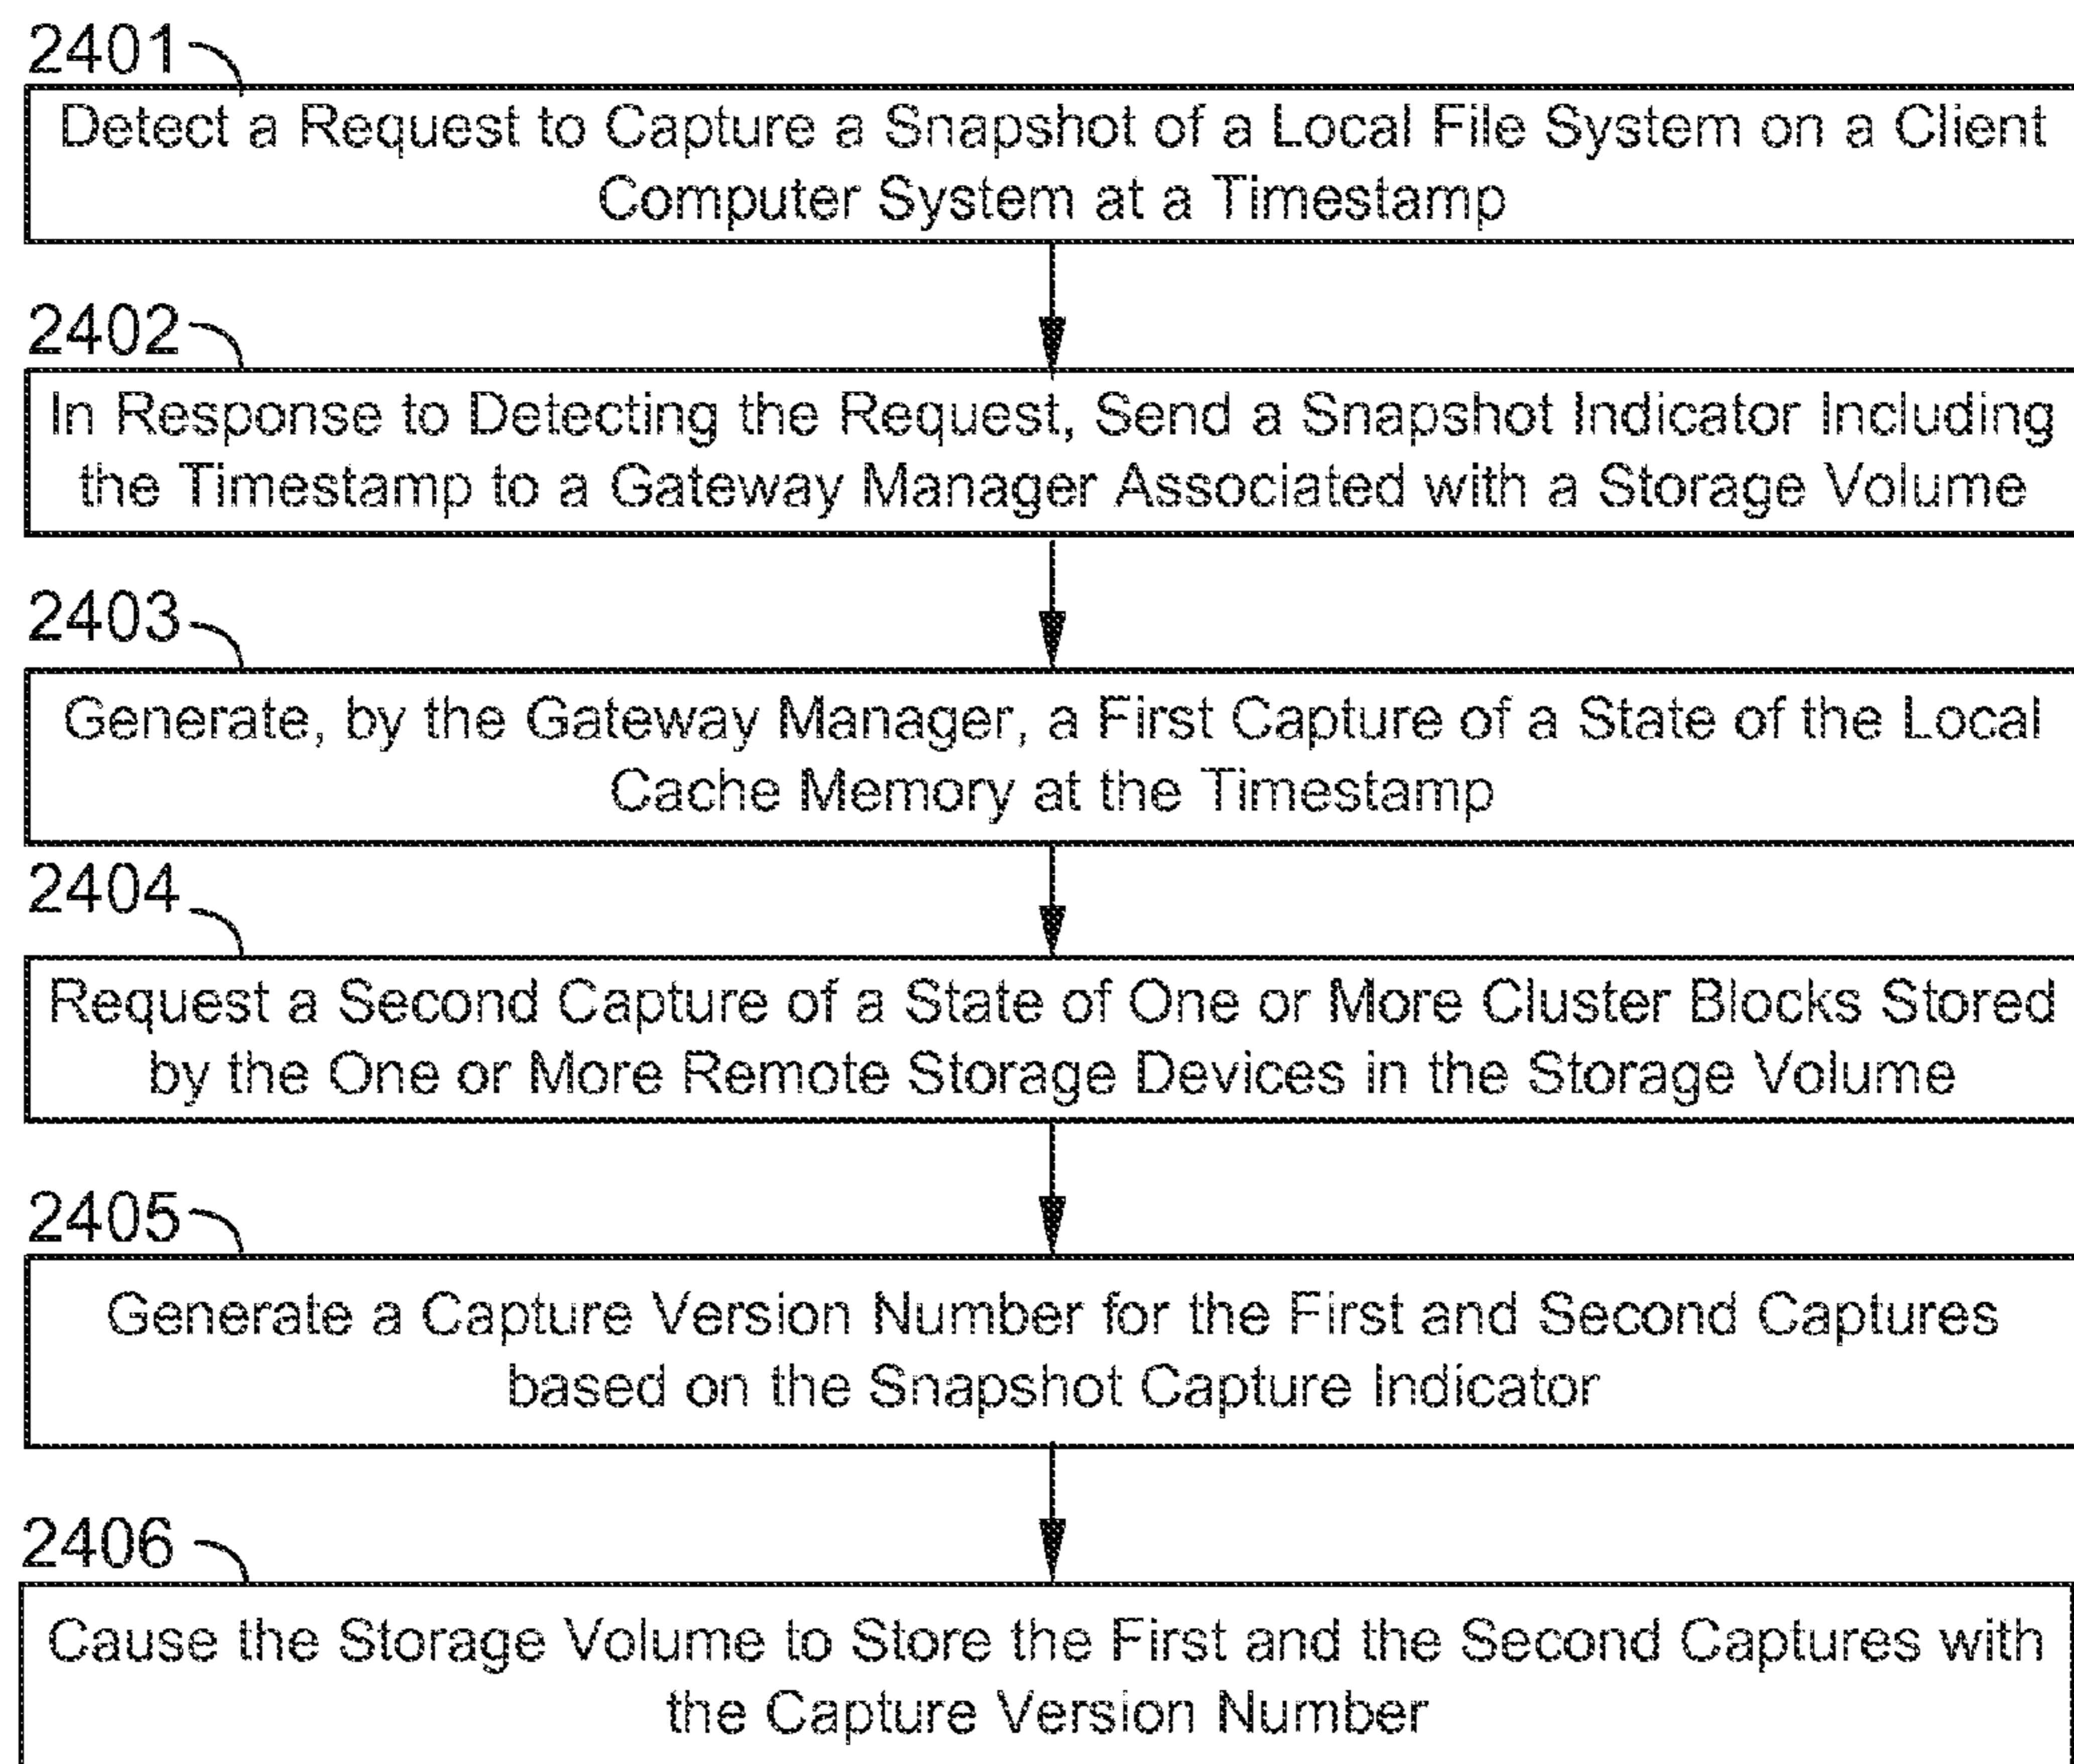 2401
Detect a Request to Capture a Snapshot of a Local File System on a Client
Computer System at a Timestamp
2402
In Response to Detecting the Request, Send a Snapshot Indicator Including
the Timestamp to a Gateway Manager Associated with a Storage Volume
2403
Generate, by the Gateway Manager, a First Capture of a State of the Local
Cache Memory at the Timestamp
2404
Request a Second Capture of a State of One or More Cluster Blocks Stored
by the One or More Remote Storage Devices in the Storage Volume
2405
Generate a Capture Version Number for the First and Second Captures
based on the Snapshot Capture Indicator
2406
Cause the Storage Volume to Store the First and the Second Captures with
the Capture Version Number